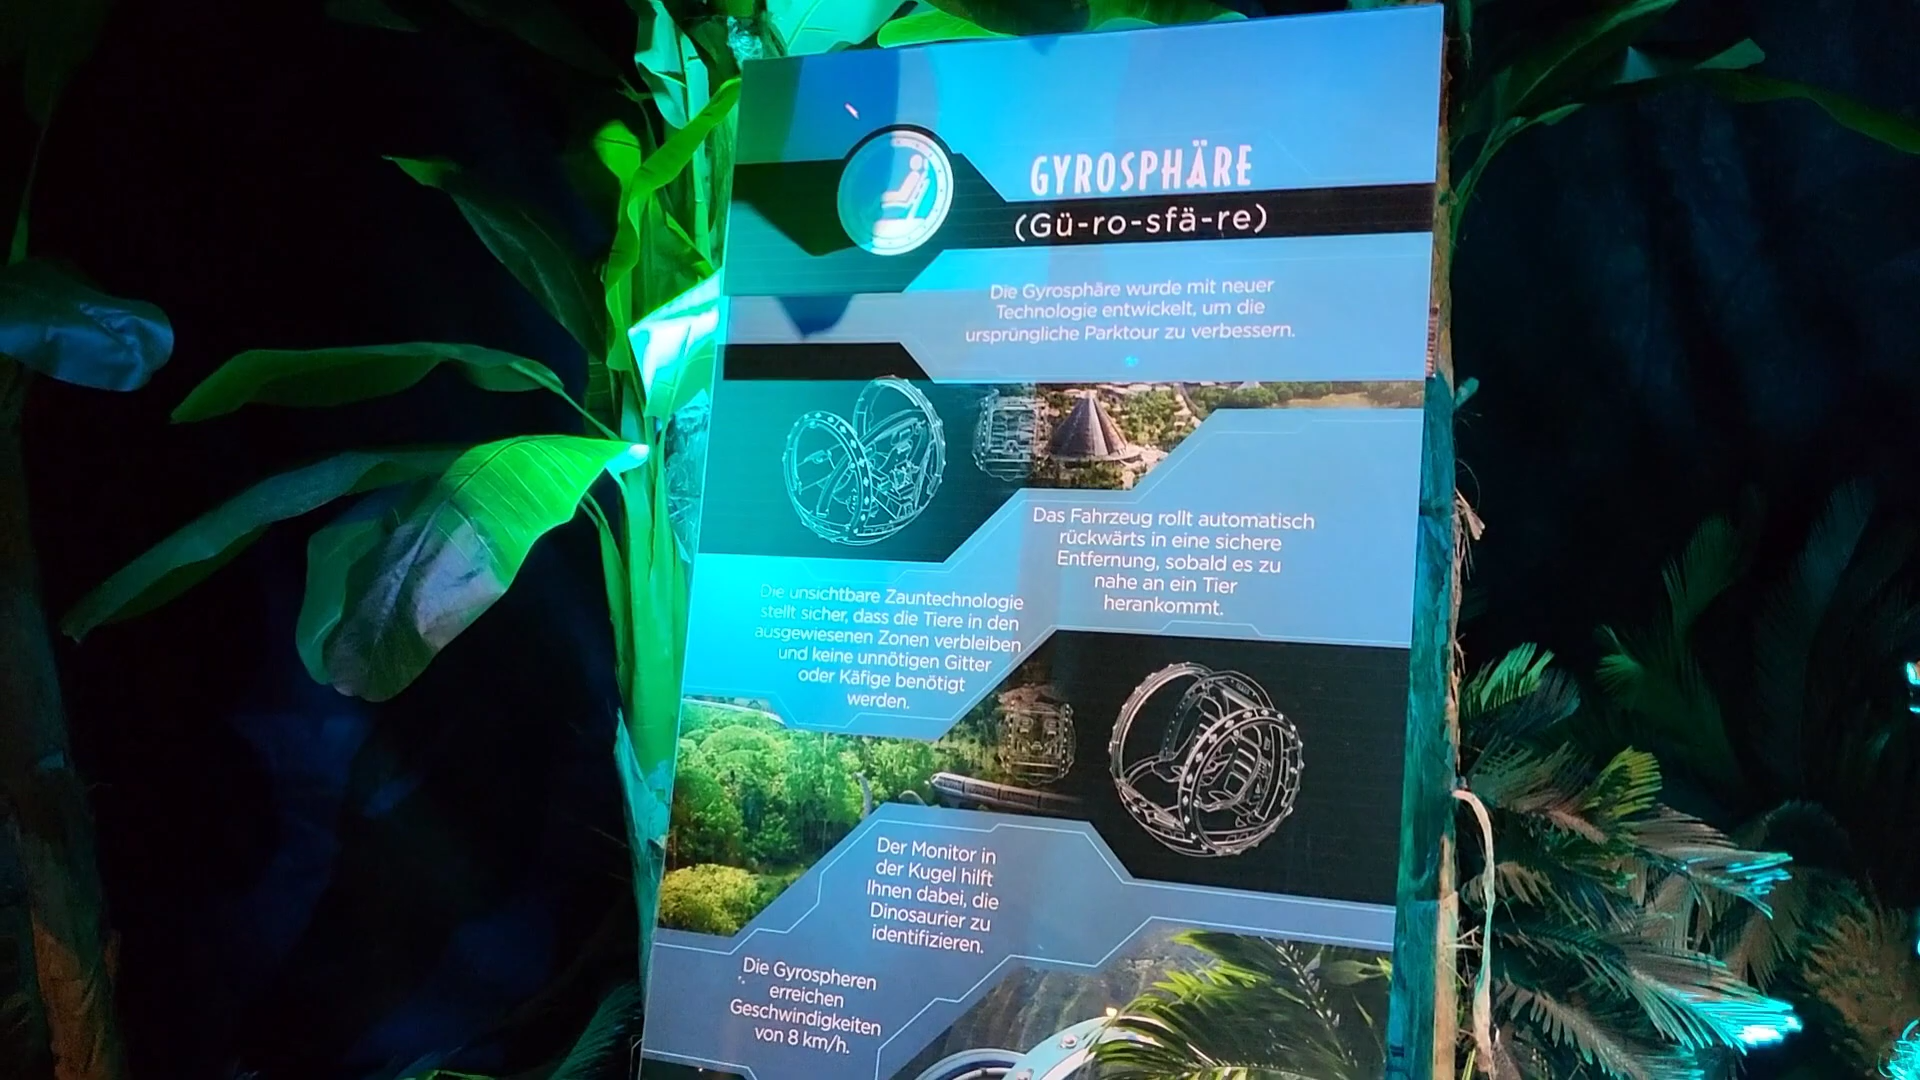 GYROSPHÄRE
(Gü-ro-sfä-re)
Die Gyrosphäre wurde mit neuer
Technologie entwickelt, um die
ursprüngliche Parktour zu verbessern.
Das Fahrzeug rollt automatisch
rückwärts in eine sichere
Entfernung, sobald es zu
nahe an ein Tier
herankommt.
Die unsichtbare Zauntechnologie
stellt sicher, dass die Tiere in den
ausgewiesenen Zonen verbleiben
und keine unnötigen Gitter
oder Käfige benötigt
werden.
Der Monitor in
der Kugel hilft
Ihnen dabei, die
Dinosaurier zu
identifizieren.
Die Gyrospheren
erreichen
Geschwindigkeiten
von 8 km/h.